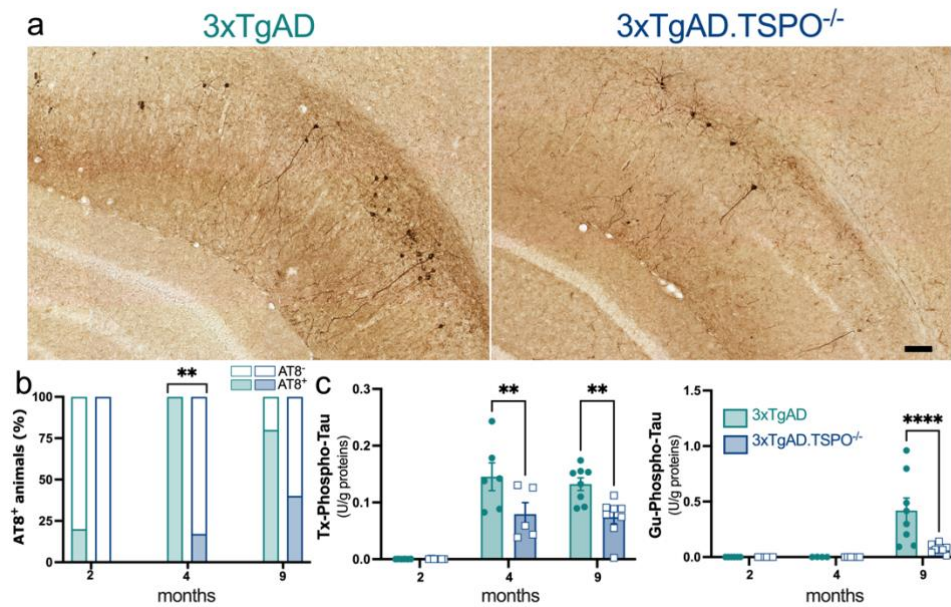 a 3xTgAD 3xTgAD.TSPO-/-
b
AT8-
AT8+
**
AT8+ animals (%)
100
75
50
25
0
2 4 9
months
c
Tx-Phospho-Tau
(U/g proteins)
0.3
0.2
0.1
0.0
** **
2 4 9
months
Gu-Phospho-Tau
(U/g proteins)
1.5
1.0
0.5
0.0
3xTgAD
3xTgAD.TSPO-/-
****
2 4 9
months